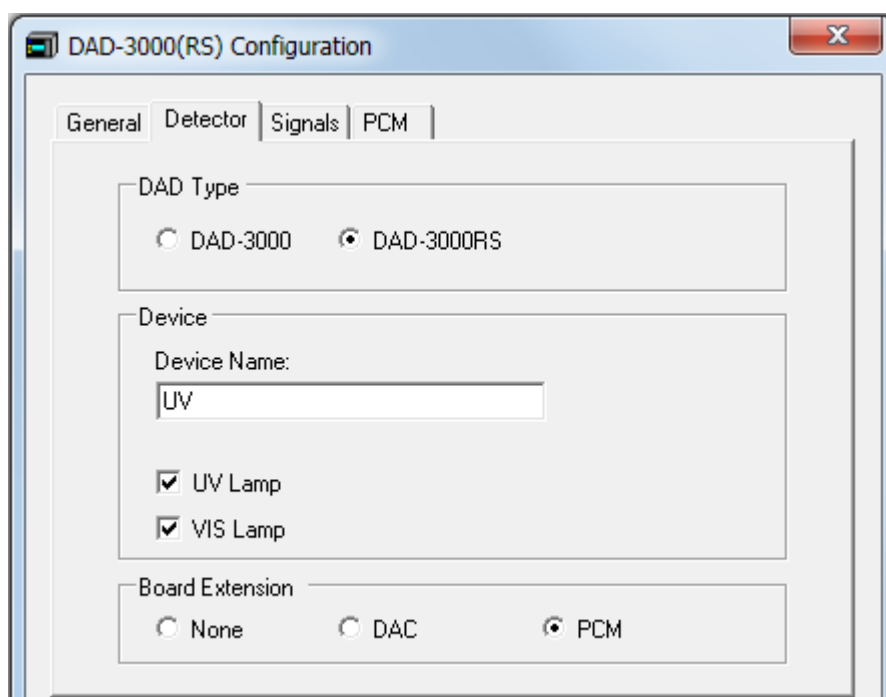 DAD-3000(RS) Configuration
General Detector Signals PCM
DAD Type
DAD-3000 DAD-3000RS
Device
Device Name:
UV
UV Lamp
VIS Lamp
Board Extension
None DAC PCM